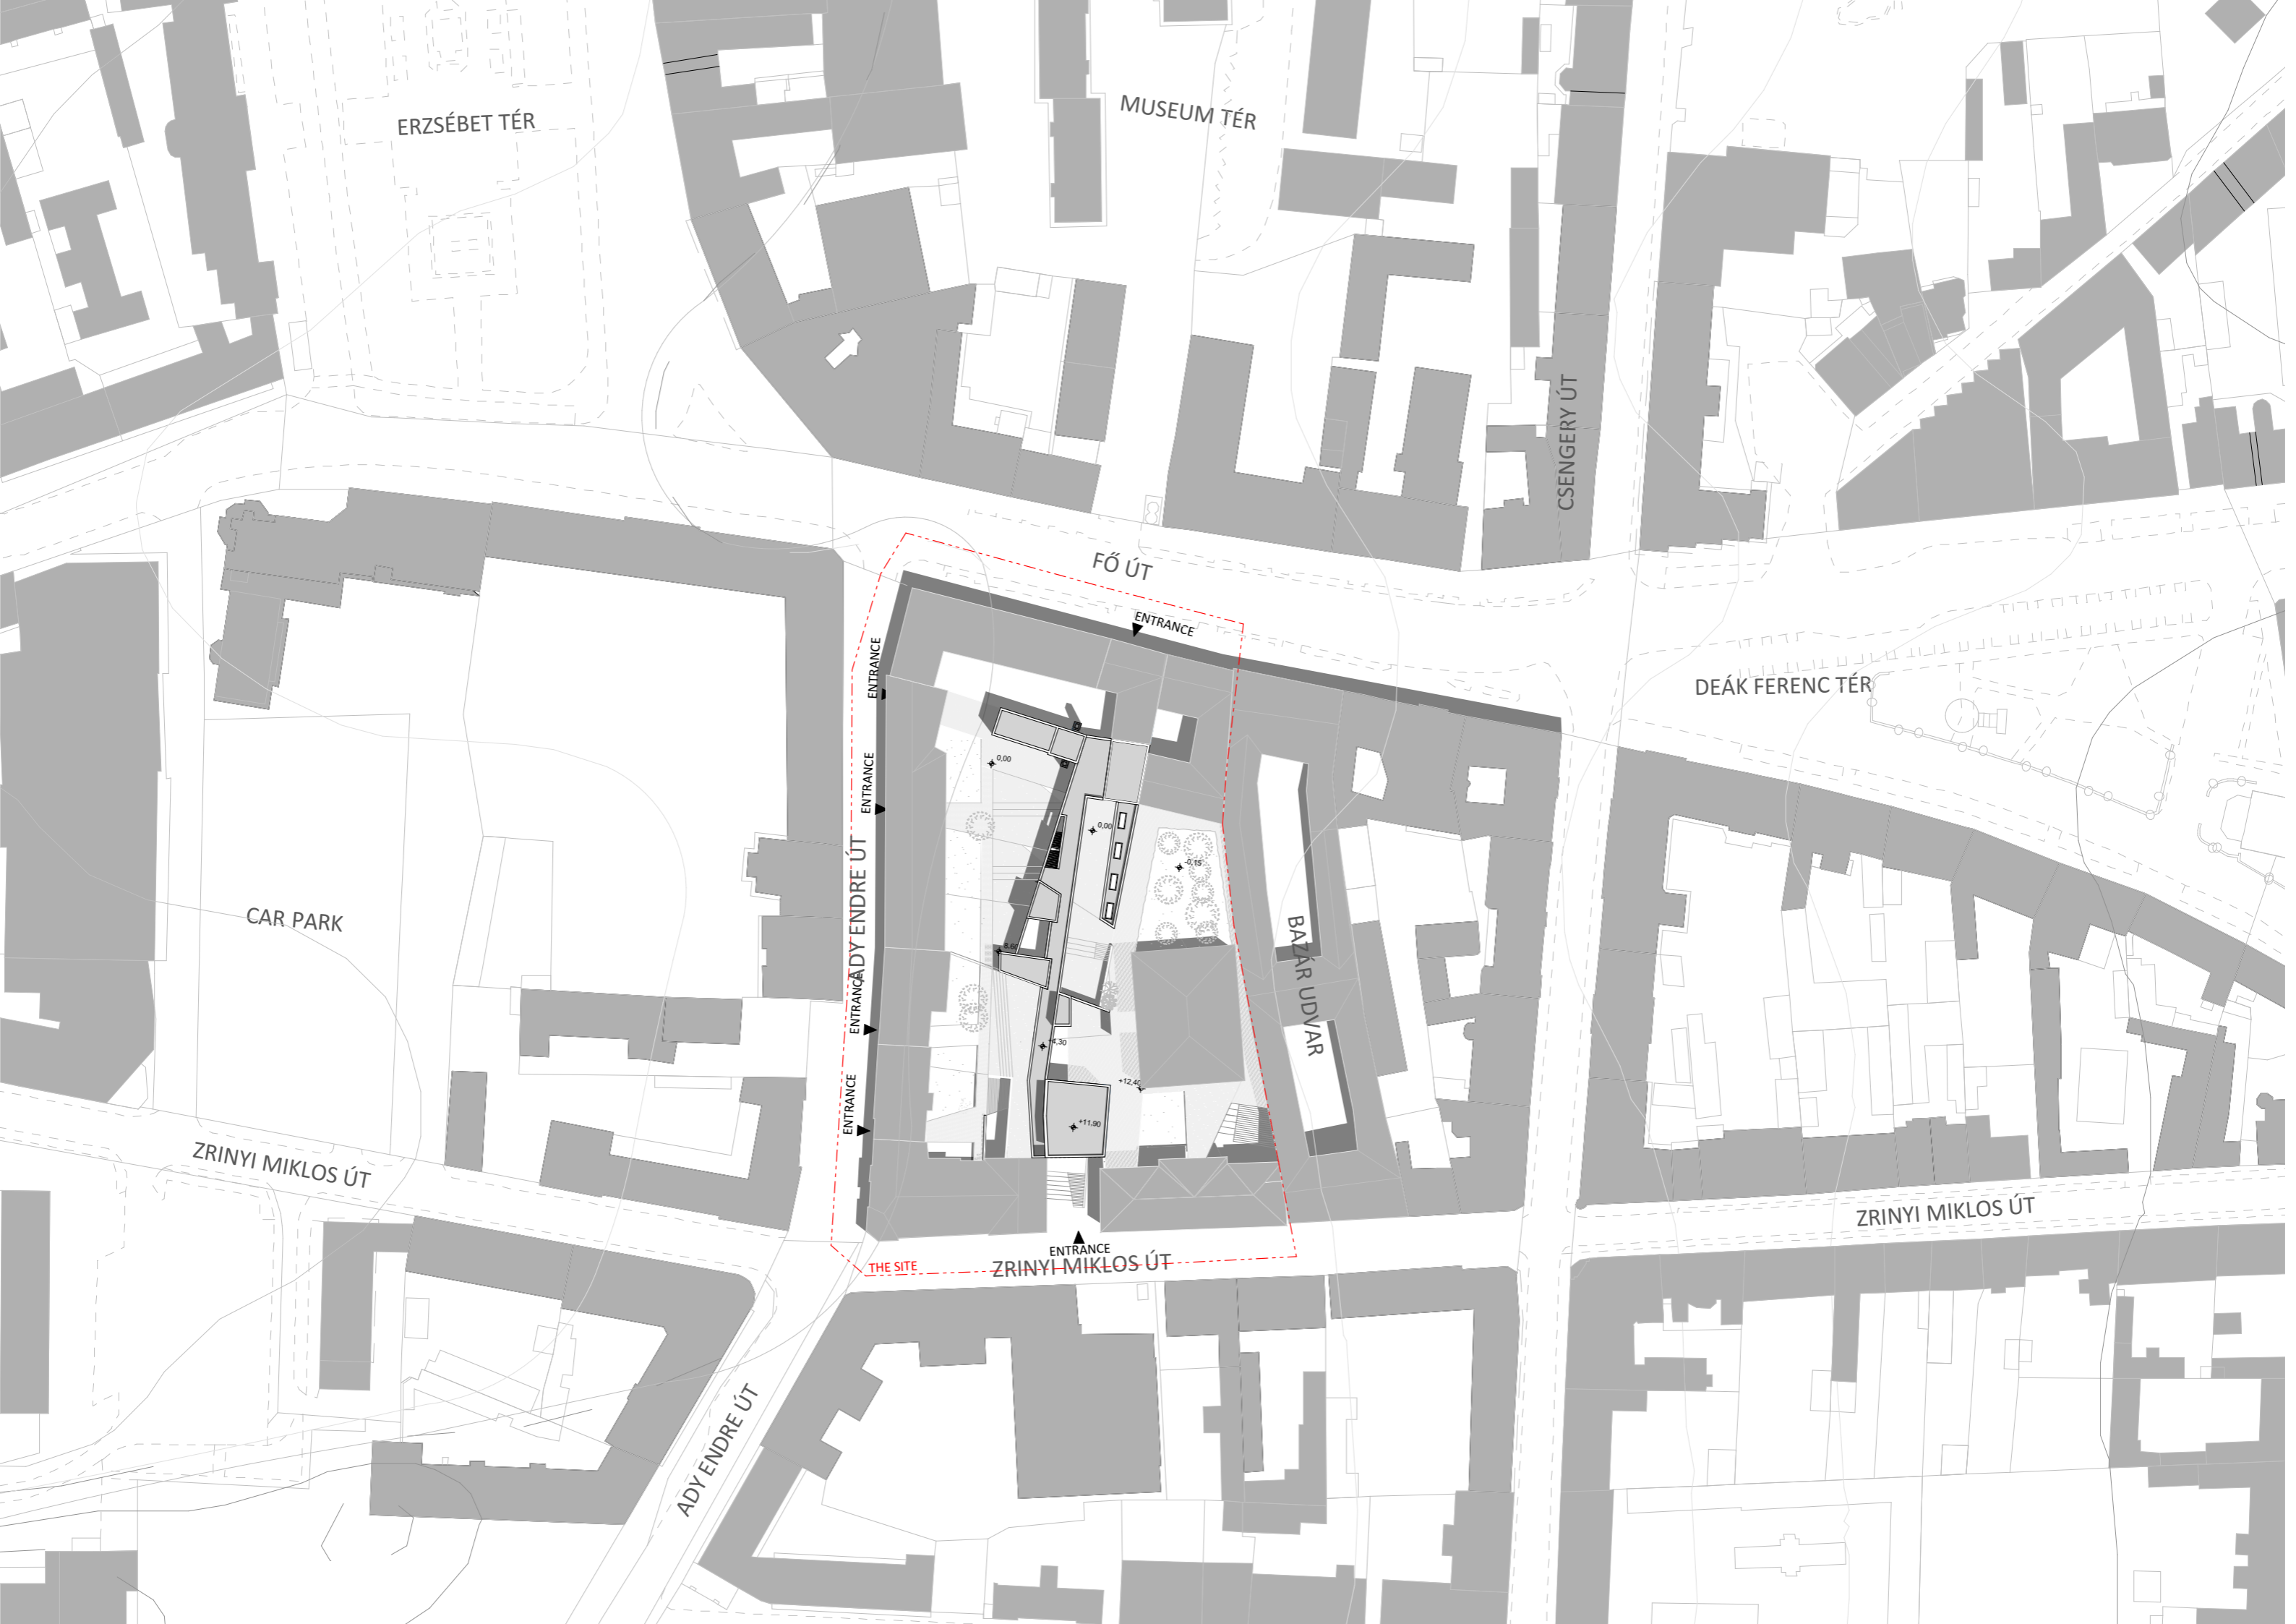 ERZSÉBET TÉR
MUSEUM TÉR
CSENGERY ÚT
FŐ ÚT
ENTRANCE
ENTRANCE
DEÁK FERENC TÉR
0,00
ENTRANCE
0,00
-0,15
ADY ENDRE ÚT
CAR PARK
BAZÁR UDVAR
8,60
ENTRANCE
+4,30
+12,40
ENTRANCE
+11,90
ZRINYI MIKLOS ÚT
ZRINYI MIKLOS ÚT
ENTRANCE
THE SITE
ZRINYI MIKLOS ÚT
ADY ENDRE ÚT